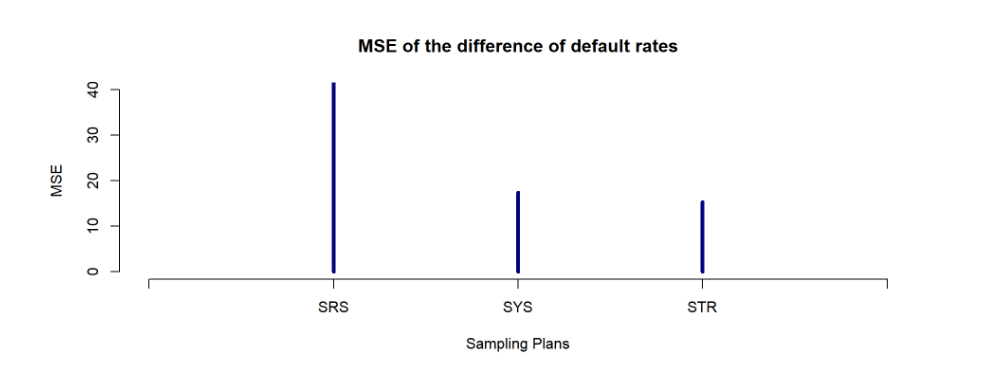 MSE of the difference of default rates
MSE
40
30
20
10
0
SRS SYS STR
Sampling Plans